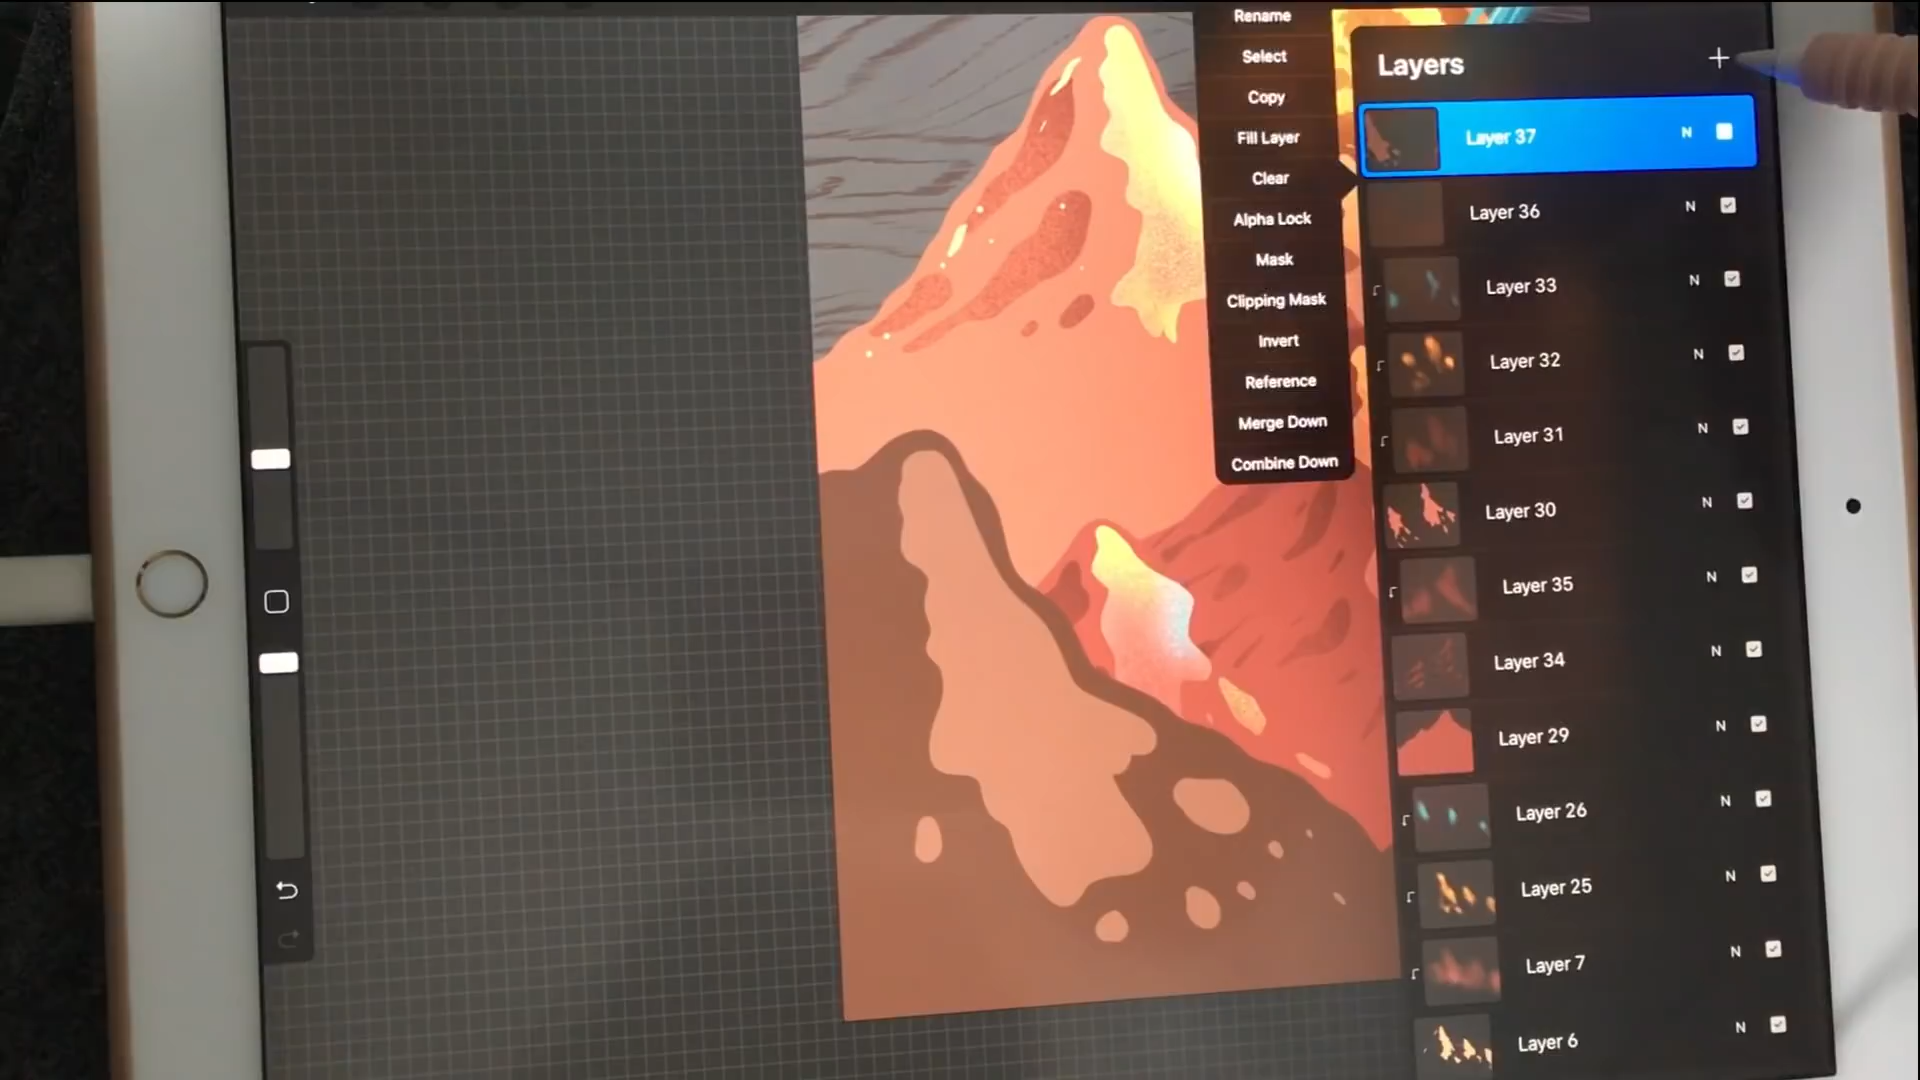 Rename
Select
Copy
Fill Layer
Clear
Alpha Lock
Mask
Clipping Mask
Invert
Reference
Merge Down
Combine Down
Layers
Layer 37 N
Layer 36 N
Layer 33 N
Layer 32 N
Layer 31 N
Layer 30 N
Layer 35 N
Layer 34 N
Layer 29 N
Layer 26 N
Layer 25 N
Layer 7 N
Layer 6 N